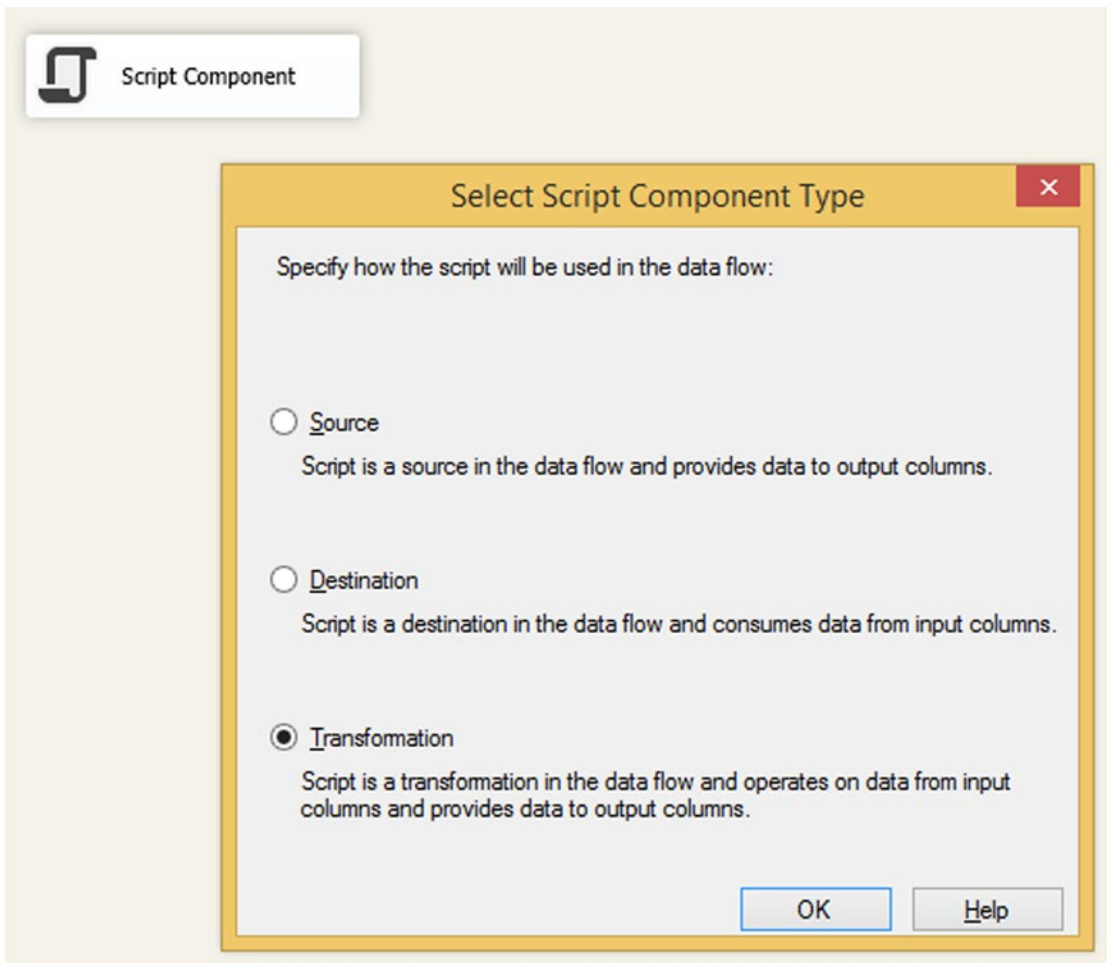 Script Component
Select Script Component Type
Specify how the script will be used in the data flow:
Source
Script is a source in the data flow and provides data to output columns.
Destination
Script is a destination in the data flow and consumes data from input columns.
Transformation
Script is a transformation in the data flow and operates on data from input
columns and provides data to output columns.
OK Help